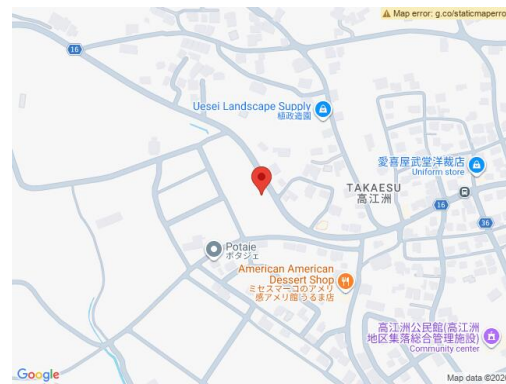 Map error: g.co/staticmaperro
16
Uesei Landscape Supply
植政造園
愛喜屋武堂洋裁店
Uniform store
TAKAESU
高江洲
16
36
Potaie
ポタジェ
American American
Dessert Shop
ミセスマーコのアメリ
感アメリ館 うるま店
高江洲公民館(高江洲
地区集落総合管理施設)
Community center
Google
Map data ©202